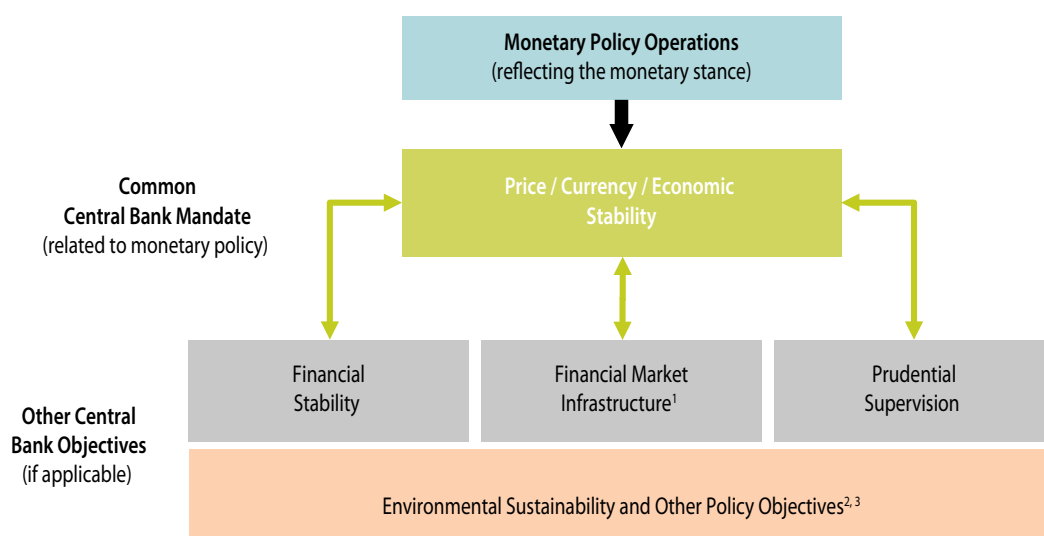 Monetary Policy Operations
(reflecting the monetary stance)
Common
Central Bank Mandate
(related to monetary policy)
Price / Currency / Economic
Stability
Other Central
Bank Objectives
(if applicable)
Financial
Stability
Financial Market
Infrastructure¹
Prudential
Supervision
Environmental Sustainability and Other Policy Objectives²,³